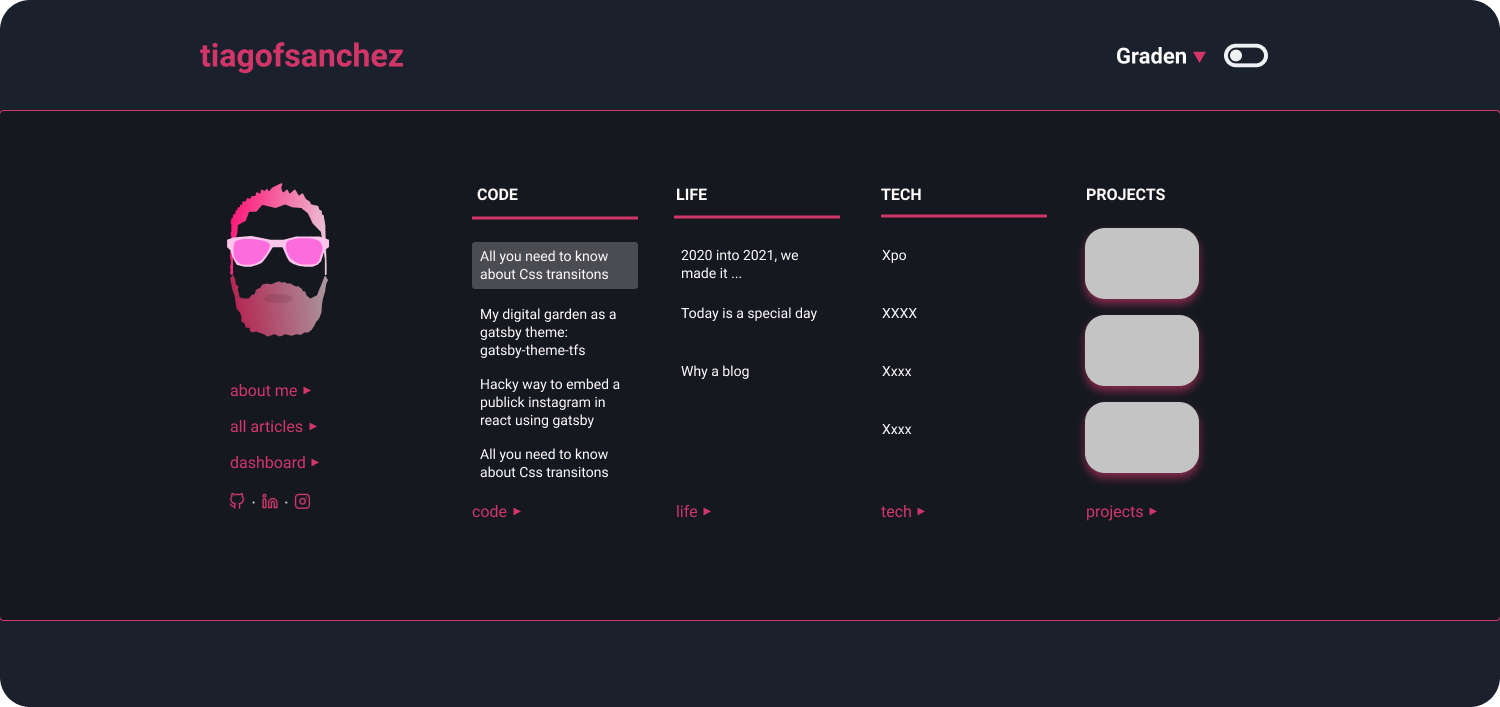 tiagofsanchez
Graden
about me
all articles
dashboard
CODE
All you need to know
about Css transitons
My digital garden as a
gatsby theme:
gatsby-theme-tfs
Hacky way to embed a
publick instagram in
react using gatsby
All you need to know
about Css transitons
code
LIFE
2020 into 2021, we
made it ...
Today is a special day
Why a blog
life
TECH
Xpo
XXXX
Xxxx
Xxxx
tech
PROJECTS
projects